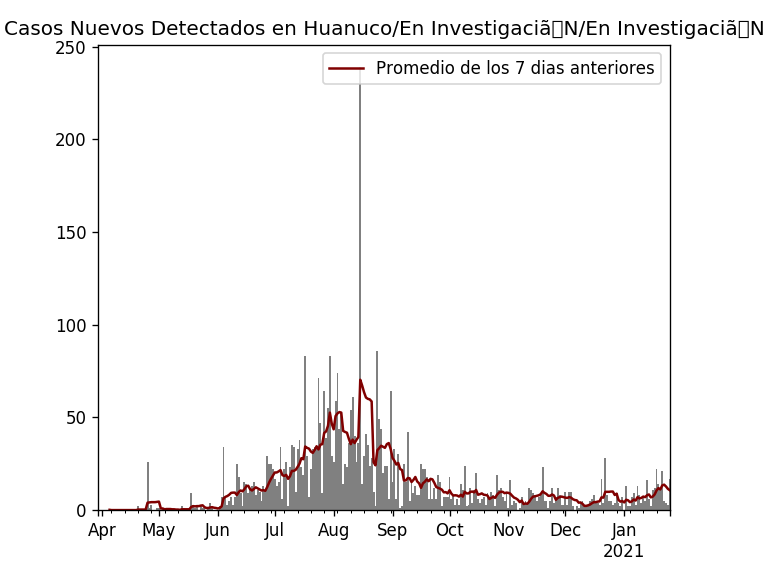 Casos Nuevos Detectados en Huanuco/En Investigaciã▯N/En Investigaciã▯N
Promedio de los 7 dias anteriores
250
200
150
100
50
0
Apr May Jun Jul Aug Sep Oct Nov Dec Jan
2021